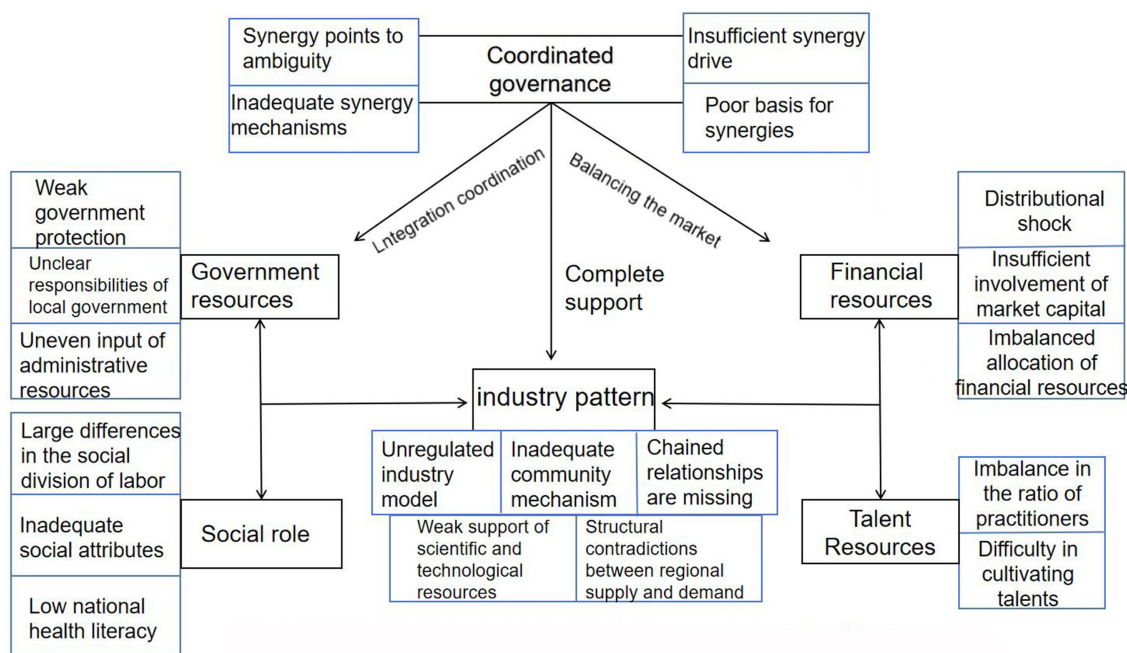 Synergy points to
ambiguity
Inadequate synergy
mechanisms
Coordinated
governance
Insufficient synergy
drive
Poor basis for
synergies
Lntegration coordination
Balancing the market
Complete
support
Weak
government
protection
Unclear
responsibilities of
local government
Uneven input of
administrative
resources
Government
resources
Financial
resources
Distributional
shock
Insufficient
involvement of
market capital
Imbalanced
allocation of
financial resources
industry pattern
Unregulated
industry
model
Inadequate
community
mechanism
Chained
relationships
are missing
Weak support of
scientific and
technological
resources
Structural
contradictions
between regional
supply and demand
Large differences
in the social
division of labor
Inadequate
social attributes
Low national
health literacy
Social role
Talent
Resources
Imbalance in
the ratio of
practitioners
Difficulty in
cultivating
talents